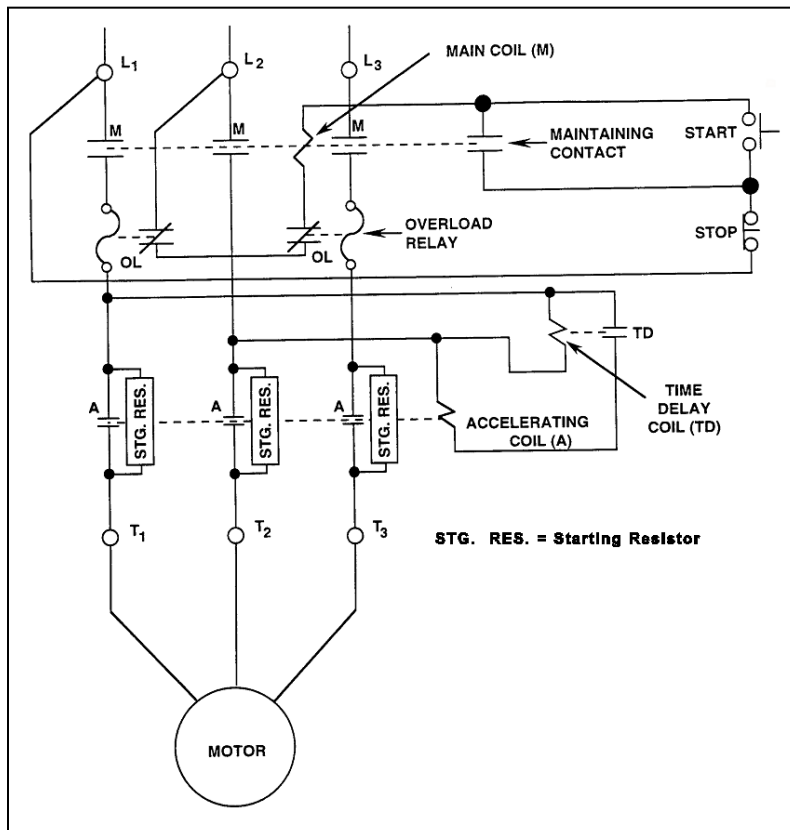 L1
L2
L3
MAIN COIL (M)
M
M
M
START
MAINTAINING
CONTACT
OVERLOAD
RELAY
STOP
OL
OL
TD
TIME
DELAY
COIL (TD)
A
A
A
STG. RES.
STG. RES.
STG. RES.
ACCELERATING
COIL (A)
T1
T2
T3
STG. RES. = Starting Resistor
MOTOR